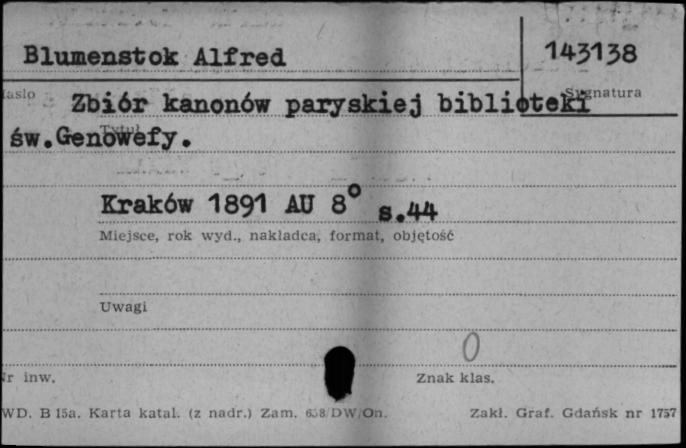 Blumenstok Alfred
143138
Hasło
Sygnatura
Zbiór kanonów paryskiej biblioteki
Tytuł
św.Genowefy.
Kraków 1891 AU 8° s.44
Miejsce, rok wyd., nakładca, format, objętość
Uwagi
0
Nr inw.
Znak klas.
WD. B 15a. Karta katal. (z nadr.) Zam. 658/DW/On.
Zakł. Graf. Gdańsk nr 1757